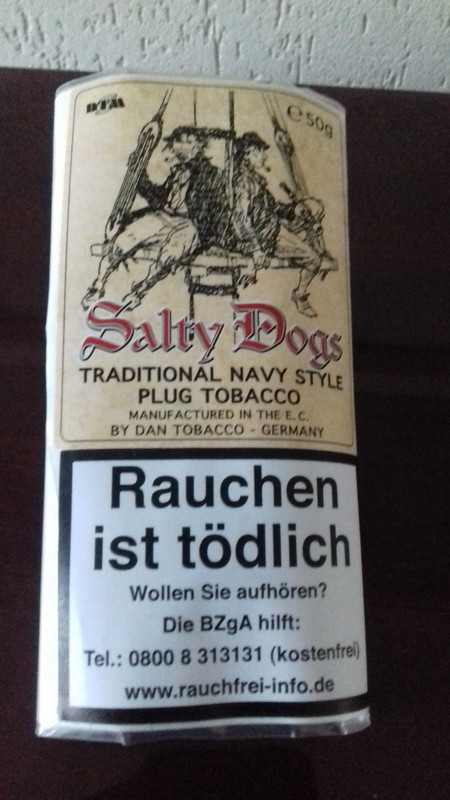 DTM
℮50g
Salty Dogs
TRADITIONAL NAVY STYLE
PLUG TOBACCO
MANUFACTURED IN THE E.C.
BY DAN TOBACCO - GERMANY
Rauchen
ist tödlich
Wollen Sie aufhören?
Die BZgA hilft:
Tel.: 0800 8 313131 (kostenfrei)
www.rauchfrei-info.de